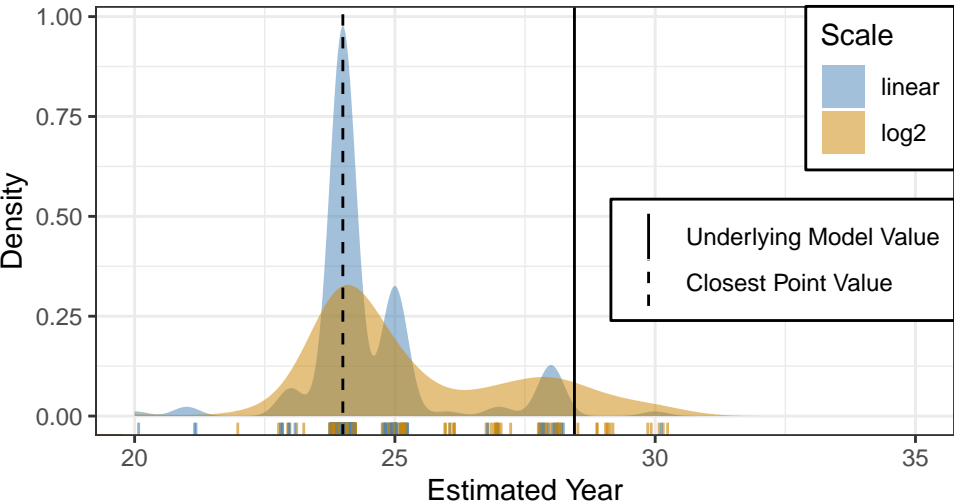 1.00
0.75
0.50
0.25
0.00
Density
20
25
30
35
Estimated Year
Scale
linear
log2
Underlying Model Value
Closest Point Value